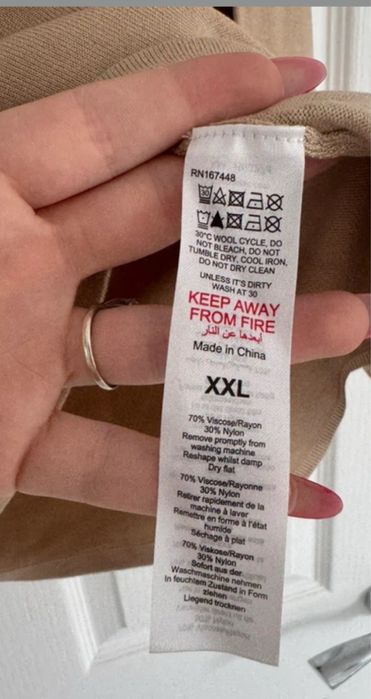 RN167448
30
30°C WOOL CYCLE, DO
NOT BLEACH, DO NOT
TUMBLE DRY, COOL IRON.
DO NOT DRY CLEAN
UNLESS IT'S DIRTY
WASH AT 30
KEEP AWAY
FROM FIRE
أبعدها عن النار
Made in China
XXL
70% Viscose/Rayon
30% Nylon
Remove promptly from
washing machine
Reshape whilst damp
Dry flat
70% Viscose/Rayonne
30% Nylon
Retirer rapidement de la
machine à laver
Remettre en forme à l'état
humide
Séchage à plat
70% Viskose/Rayon
30% Nylon
Sofort aus der
Waschmaschine nehmen
In feuchtem Zustand in Form
ziehen
Liegend trocknen